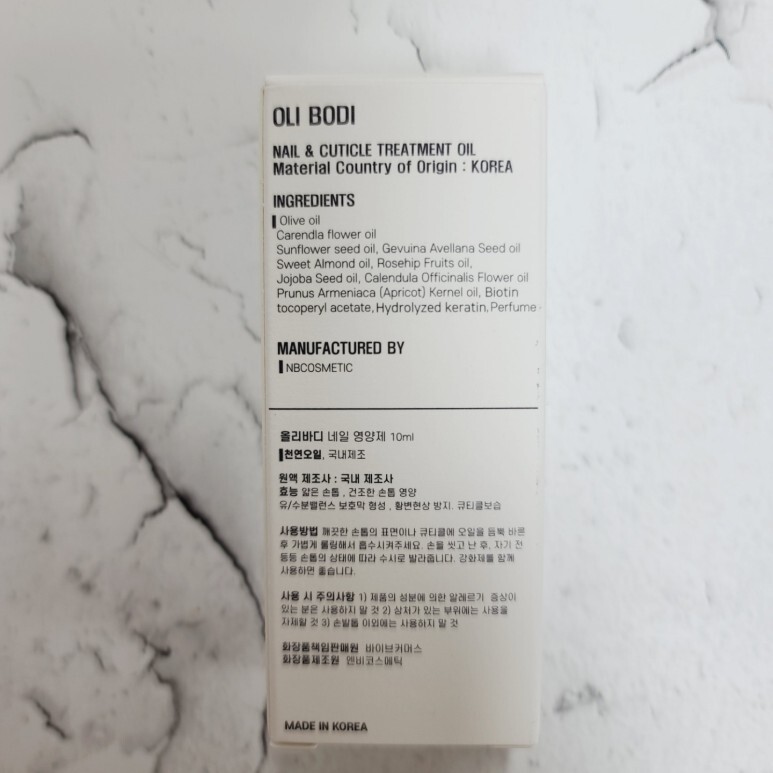 OLI BODI
NAIL & CUTICLE TREATMENT OIL
Material Country of Origin : KOREA
INGREDIENTS
Olive oil
Carendla flower oil
Sunflower seed oil, Gevuina Avellana Seed oil
Sweet Almond oil, Rosehip Fruits oil,
Jojoba Seed oil, Calendula Officinalis Flower oil
Prunus Armeniaca (Apricot) Kernel oil, Biotin
tocoperyl acetate, Hydrolyzed keratin, Perfume
MANUFACTURED BY
NBCOSMETIC
올리바디 네일 영양제 10ml
천연오일, 국내제조
원액 제조사 : 국내 제조사
효능 얇은 손톱 , 건조한 손톱 영양
유/수분밸런스 보호막 형성 , 황변현상 방지. 큐티클보습
사용방법 깨끗한 손톱의 표면이나 큐티클에 오일을 듬뿍 바른
후 가볍게 롤링해서 흡수시켜주세요. 손을 씻고 난 후, 자기 전
등등 손톱의 상태에 따라 수시로 발라줍니다. 강화제를 함께
사용하면 좋습니다.
사용 시 주의사항 1) 제품의 성분에 의한 알레르기 증상이
있는 분은 사용하지 말 것 2) 상처가 있는 부위에는 사용을
자제할 것 3) 손발톱 이외에는 사용하지 말 것
화장품책임판매원 바이브커머스
화장품제조원 엔비코스메틱
MADE IN KOREA